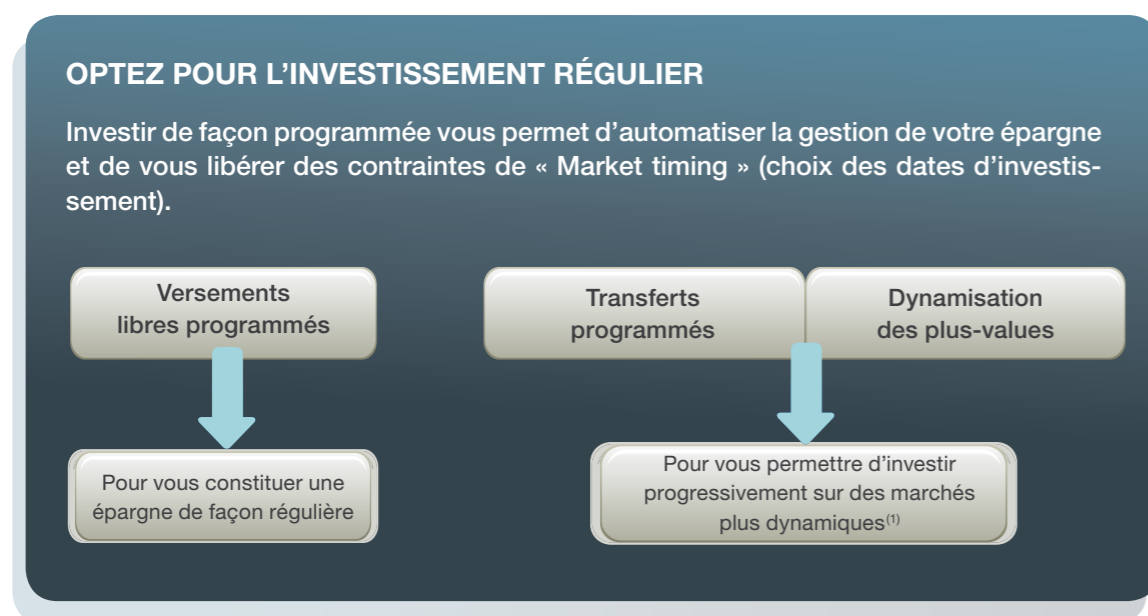 OPTEZ POUR L’INVESTISSEMENT RÉGULIER
Investir de façon programmée vous permet d’automatiser la gestion de votre épargne
et de vous libérer des contraintes de « Market timing » (choix des dates d’investis-
sement).
Versements
libres programmés
Transferts
programmés
Dynamisation
des plus-values
Pour vous constituer une
épargne de façon régulière
Pour vous permettre d’investir
progressivement sur des marchés
plus dynamiques(1)